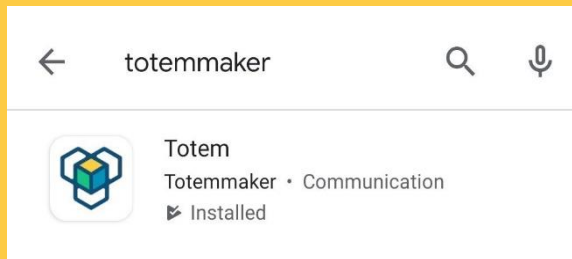 totemmaker
Totem
Totemmaker • Communication
Installed